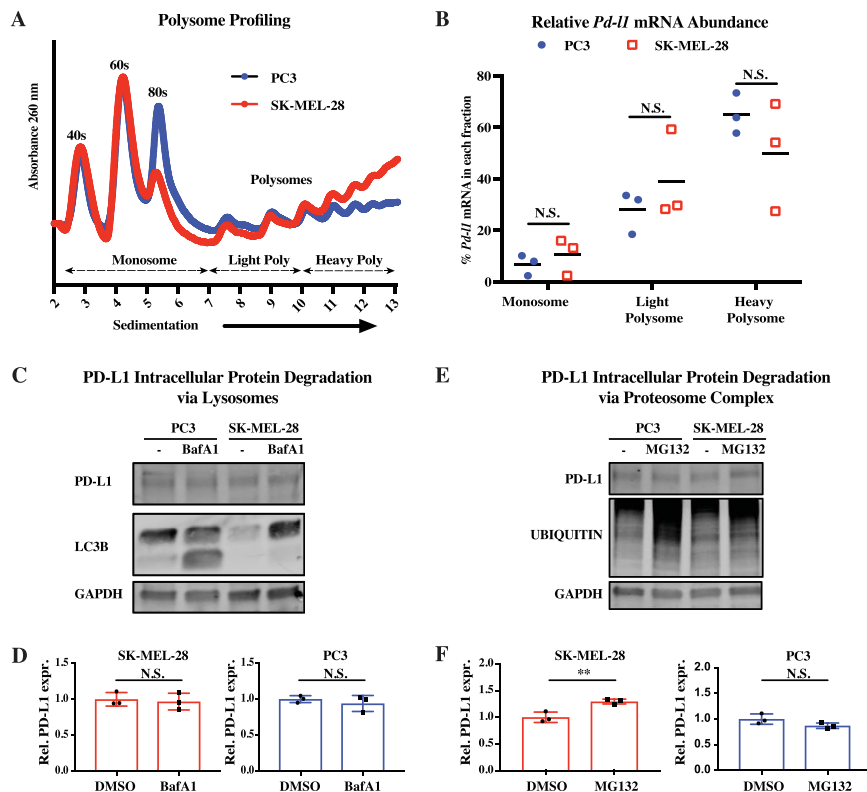 A
Polysome Profiling
Absorbance 260 nm
40s
60s
80s
PC3
SK-MEL-28
Polysomes
Monosome
Light Poly
Heavy Poly
2 3 4 5 6 7 8 9 10 11 12 13
Sedimentation
B
Relative Pd-l1 mRNA Abundance
PC3 SK-MEL-28
% Pd-l1 mRNA in each fraction
80
60
40
20
0
N.S.
N.S.
N.S.
Monosome
Light
Polysome
Heavy
Polysome
C
PD-L1 Intracellular Protein Degradation
via Lysosomes
PC3 SK-MEL-28
- BafA1 - BafA1
PD-L1
LC3B
GAPDH
E
PD-L1 Intracellular Protein Degradation
via Proteosome Complex
PC3 SK-MEL-28
- MG132 - MG132
PD-L1
UBIQUITIN
GAPDH
D
SK-MEL-28
N.S.
Rel. PD-L1 expr.
1.5
1.0
0.5
0.0
DMSO BafA1
PC3
N.S.
Rel. PD-L1 expr.
1.5
1.0
0.5
0.0
DMSO BafA1
F
SK-MEL-28
**
Rel. PD-L1 expr.
2.0
1.5
1.0
0.5
0.0
DMSO MG132
PC3
N.S.
Rel. PD-L1 expr.
2.0
1.5
1.0
0.5
0.0
DMSO MG132